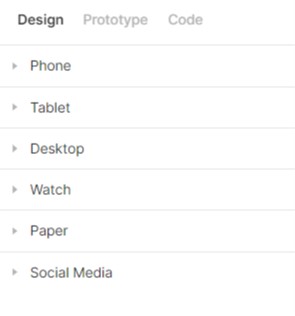 Design Prototype Code
Phone
Tablet
Desktop
Watch
Paper
Social Media